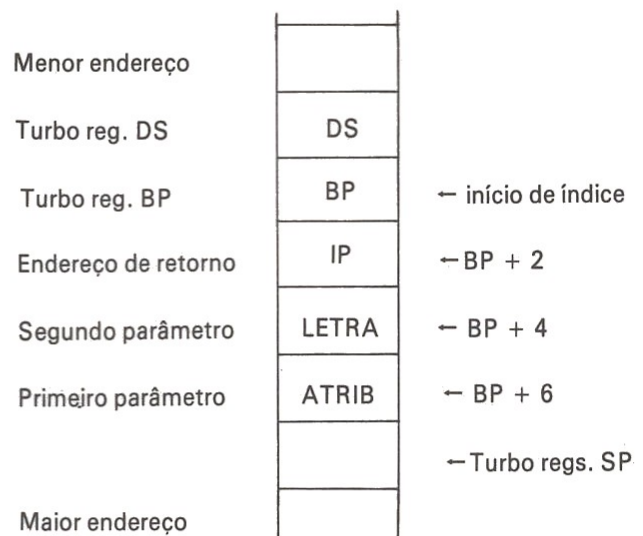 Menor endereço
Turbo reg. DS DS
Turbo reg. BP BP ← início de índice
Endereço de retorno IP ← BP + 2
Segundo parâmetro LETRA ← BP + 4
Primeiro parâmetro ATRIB ← BP + 6
← Turbo regs. SP
Maior endereço